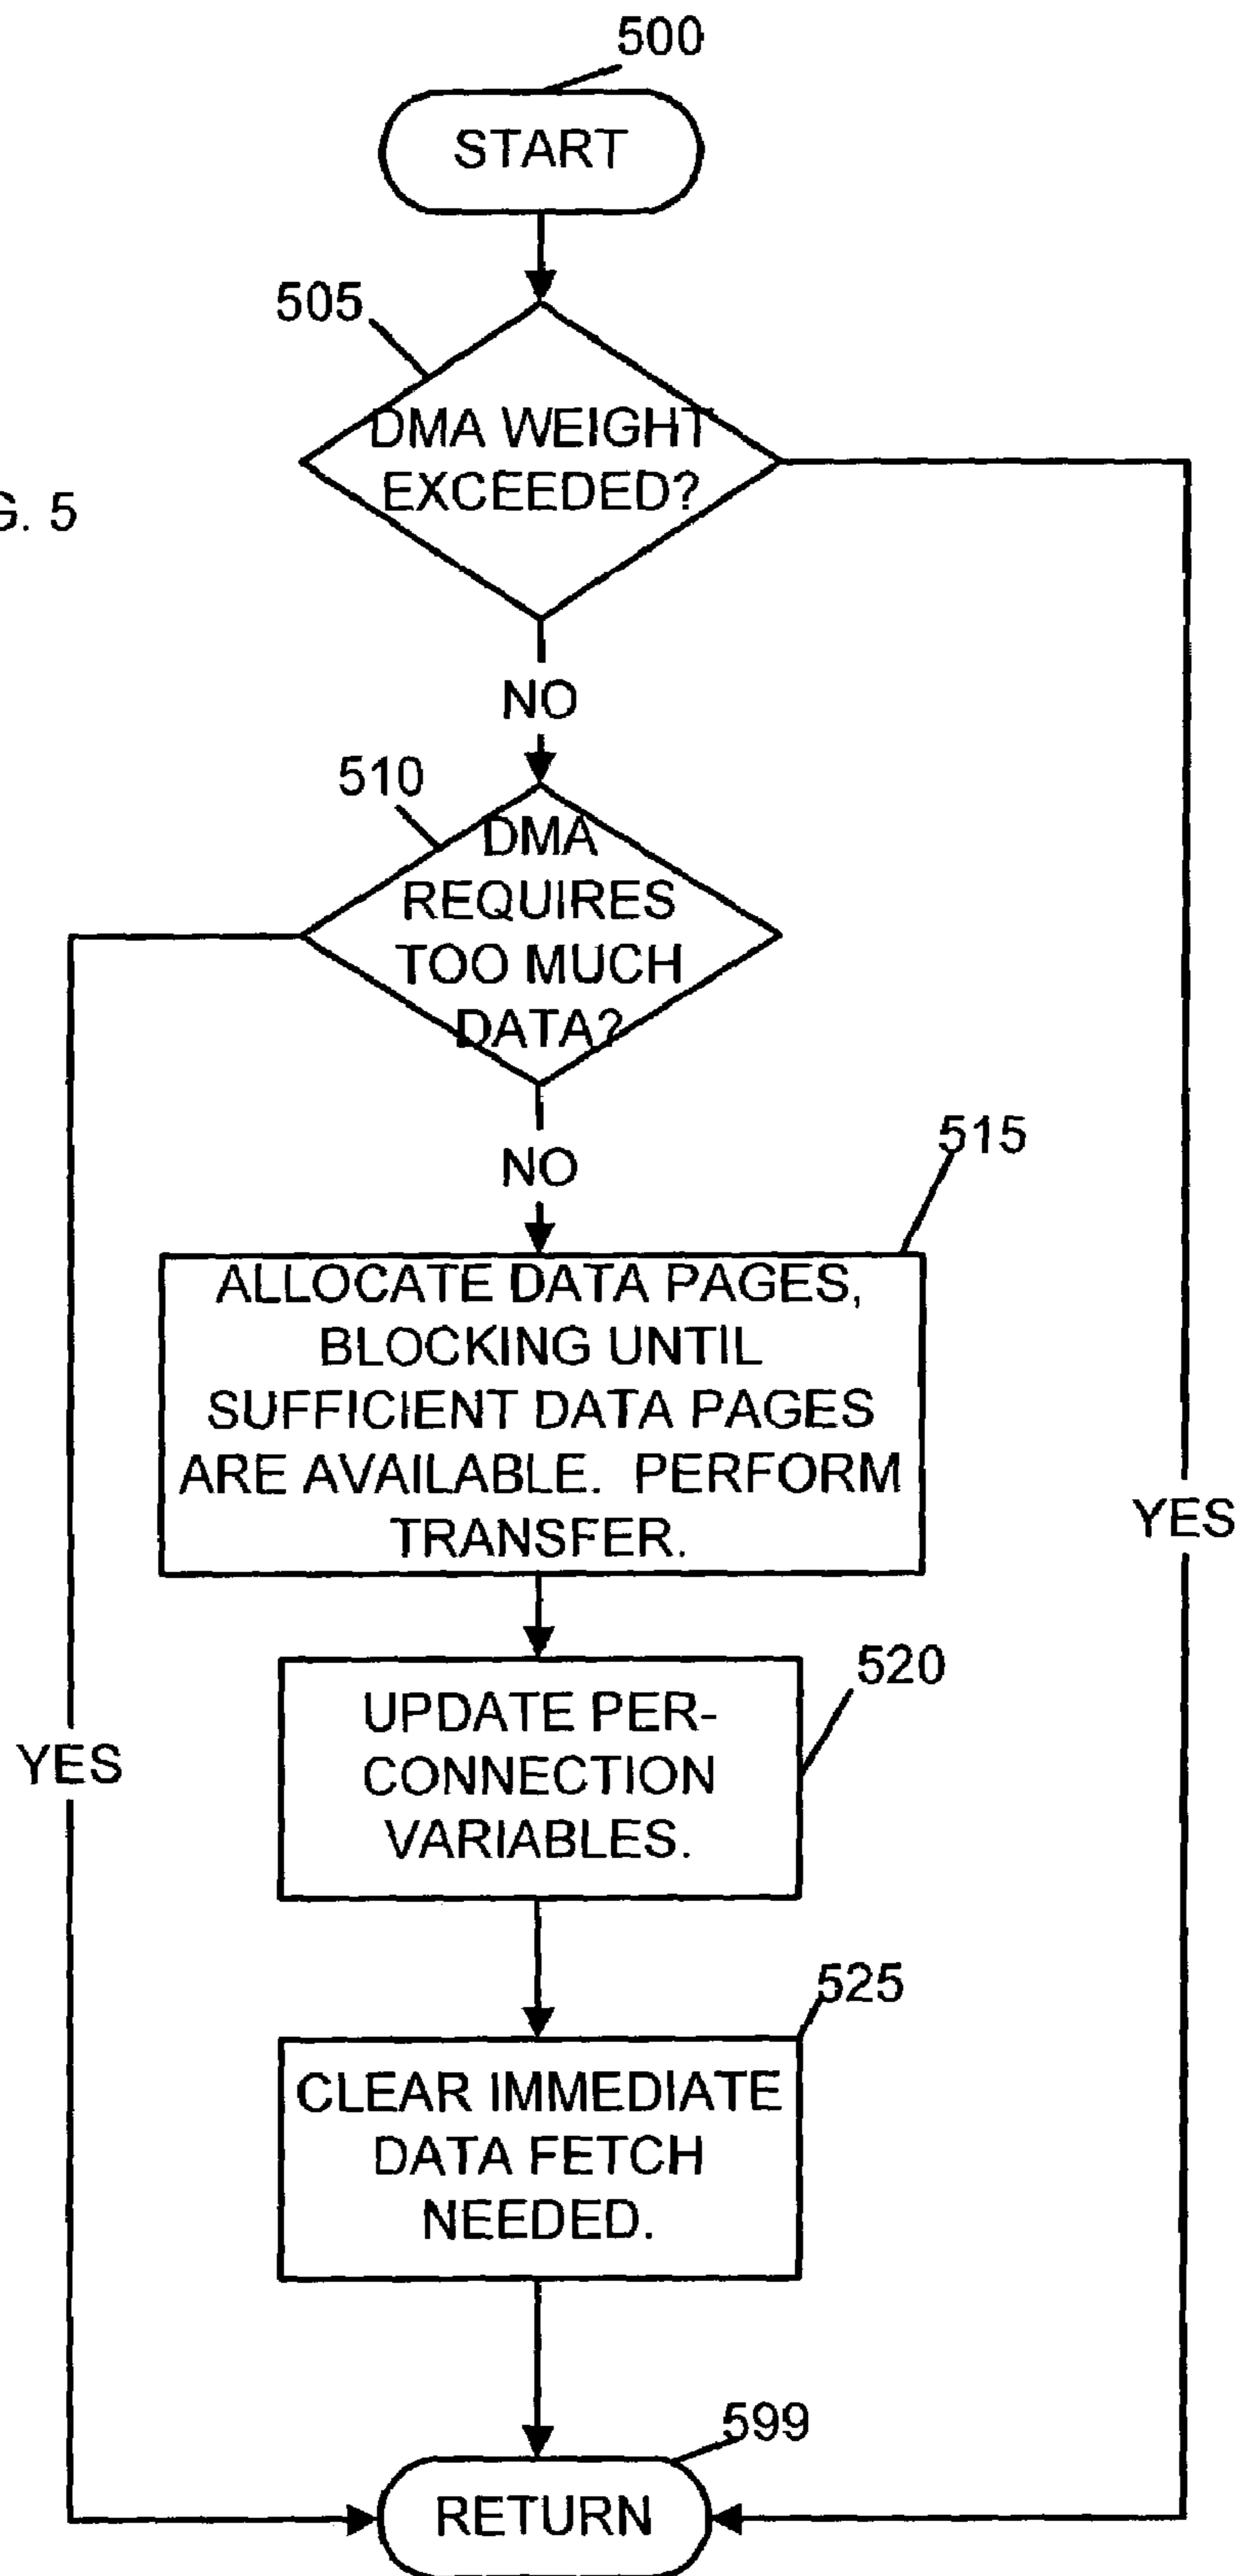 500
START
505
DMA WEIGHT
EXCEEDED?
G. 5
NO
510
DMA
REQUIRES
TOO MUCH
DATA?
NO
515
ALLOCATE DATA PAGES,
BLOCKING UNTIL
SUFFICIENT DATA PAGES
ARE AVAILABLE. PERFORM
TRANSFER.
YES
520
UPDATE PER-
CONNECTION
VARIABLES.
YES
525
CLEAR IMMEDIATE
DATA FETCH
NEEDED.
599
RETURN